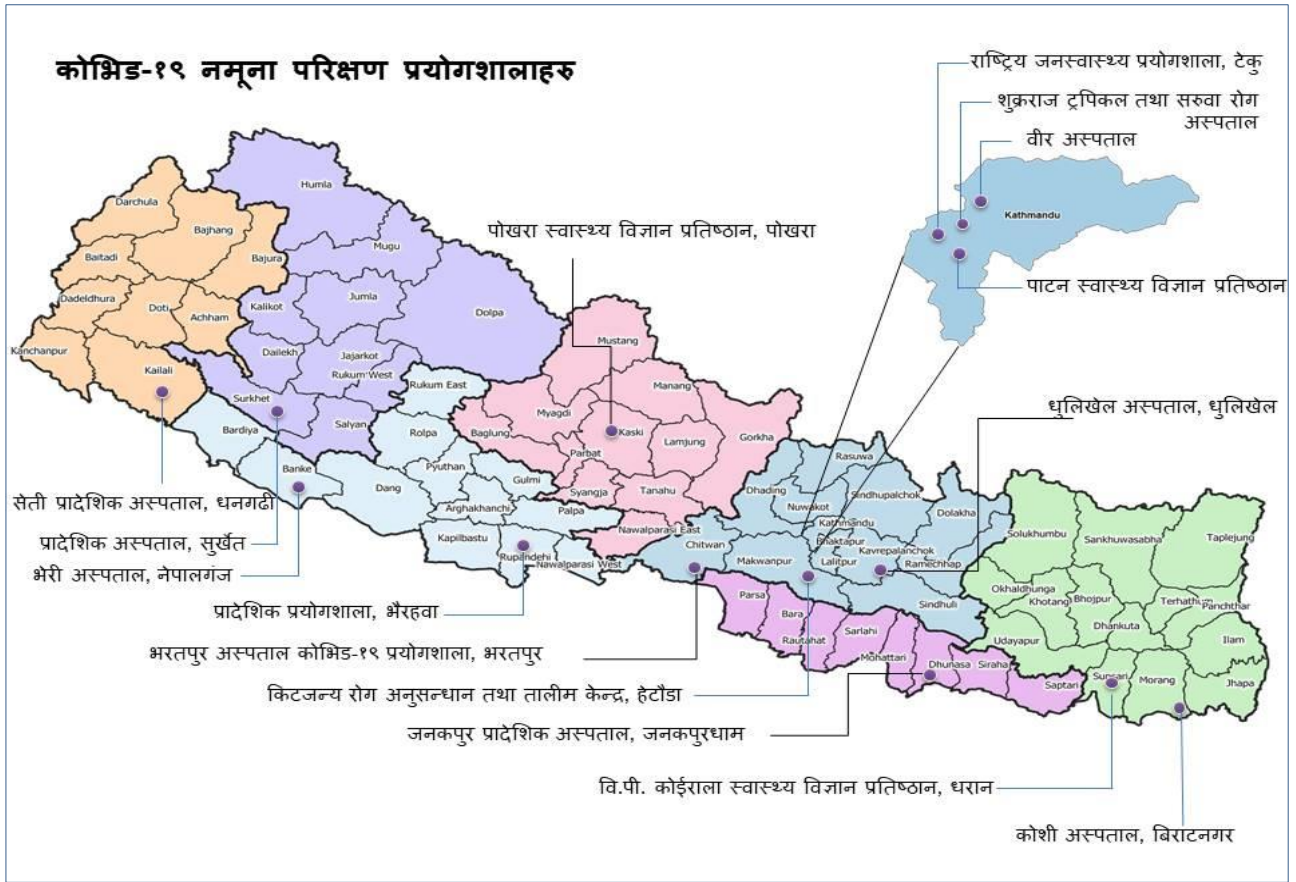 कोभिड-१९ नमूना परिक्षण प्रयोगशालाहरु
राष्ट्रिय जनस्वास्थ्य प्रयोगशाला, टेकु
शुक्रराज ट्रपिकल तथा सरुवा रोग
अस्पताल
वीर अस्पताल
Kathmandu
पाटन स्वास्थ्य विज्ञान प्रतिष्ठान
पोखरा स्वास्थ्य विज्ञान प्रतिष्ठान, पोखरा
धुलिखेल अस्पताल, धुलिखेल
Humla
Darchula
Bajhang
Mugu
Baitadi
Bajura
Dadeldhura
Doti
Achham
Kalikot
Jumla
Dolpa
Kanchanpur
Kailali
Dailekh
Jajarkot
Rukum West
Rukum East
Surkhet
Salyan
Bardiya
Banke
Rolpa
Pyuthan
Dang
Gulmi
Arghakhanchi
Palpa
Kapilbastu
Rupandehi
Nawalparasi West
Mustang
Manang
Myagdi
Baglung
Kaski
Lamjung
Gorkha
Parbat
Syangja
Tanahu
Nawalparasi East
Rasuwa
Dhading
Nuwakot
Sindhupalchok
Dolakha
Kathmandu
Bhaktapur
Kavrepalanchok
Chitwan
Makwanpur
Lalitpur
Ramechhap
Sindhuli
Parsa
Bara
Rautahat
Sarlahi
Mohattari
Dhunasa
Siraha
Saptari
Solukhumbu
Sankhuwasabha
Taplejung
Okhaldhunga
Khotang
Bhojpur
Terhathum
Panchthar
Dhankuta
Udayapur
Ilam
Sunsari
Morang
Jhapa
सेती प्रादेशिक अस्पताल, धनगढी
प्रादेशिक अस्पताल, सुर्खेत
भेरी अस्पताल, नेपालगंज
प्रादेशिक प्रयोगशाला, भैरहवा
भरतपुर अस्पताल कोभिड-१९ प्रयोगशाला, भरतपुर
किटजन्य रोग अनुसन्धान तथा तालीम केन्द्र, हेटौडा
जनकपुर प्रादेशिक अस्पताल, जनकपुरधाम
वि.पी. कोईराला स्वास्थ्य विज्ञान प्रतिष्ठान, धरान
कोशी अस्पताल, बिराटनगर